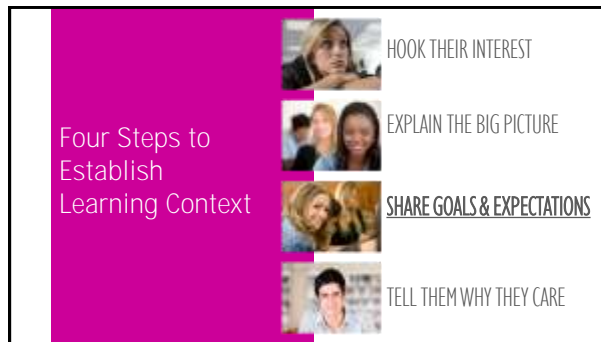 Four Steps to
Establish
Learning Context
HOOK THEIR INTEREST
EXPLAIN THE BIG PICTURE
SHARE GOALS & EXPECTATIONS
TELL THEM WHY THEY CARE